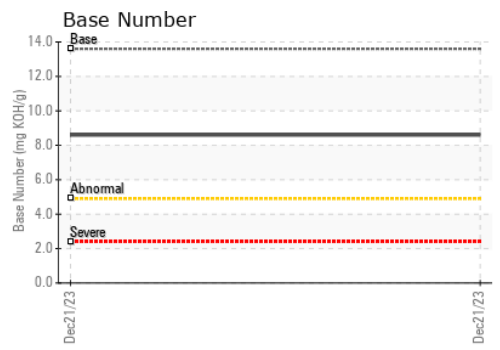 Base Number
Base Number (mg KOH/g)
14.0
12.0
10.0
8.0
6.0
4.0
2.0
0.0
Base
Abnormal
Severe
Dec21/23
Dec21/23